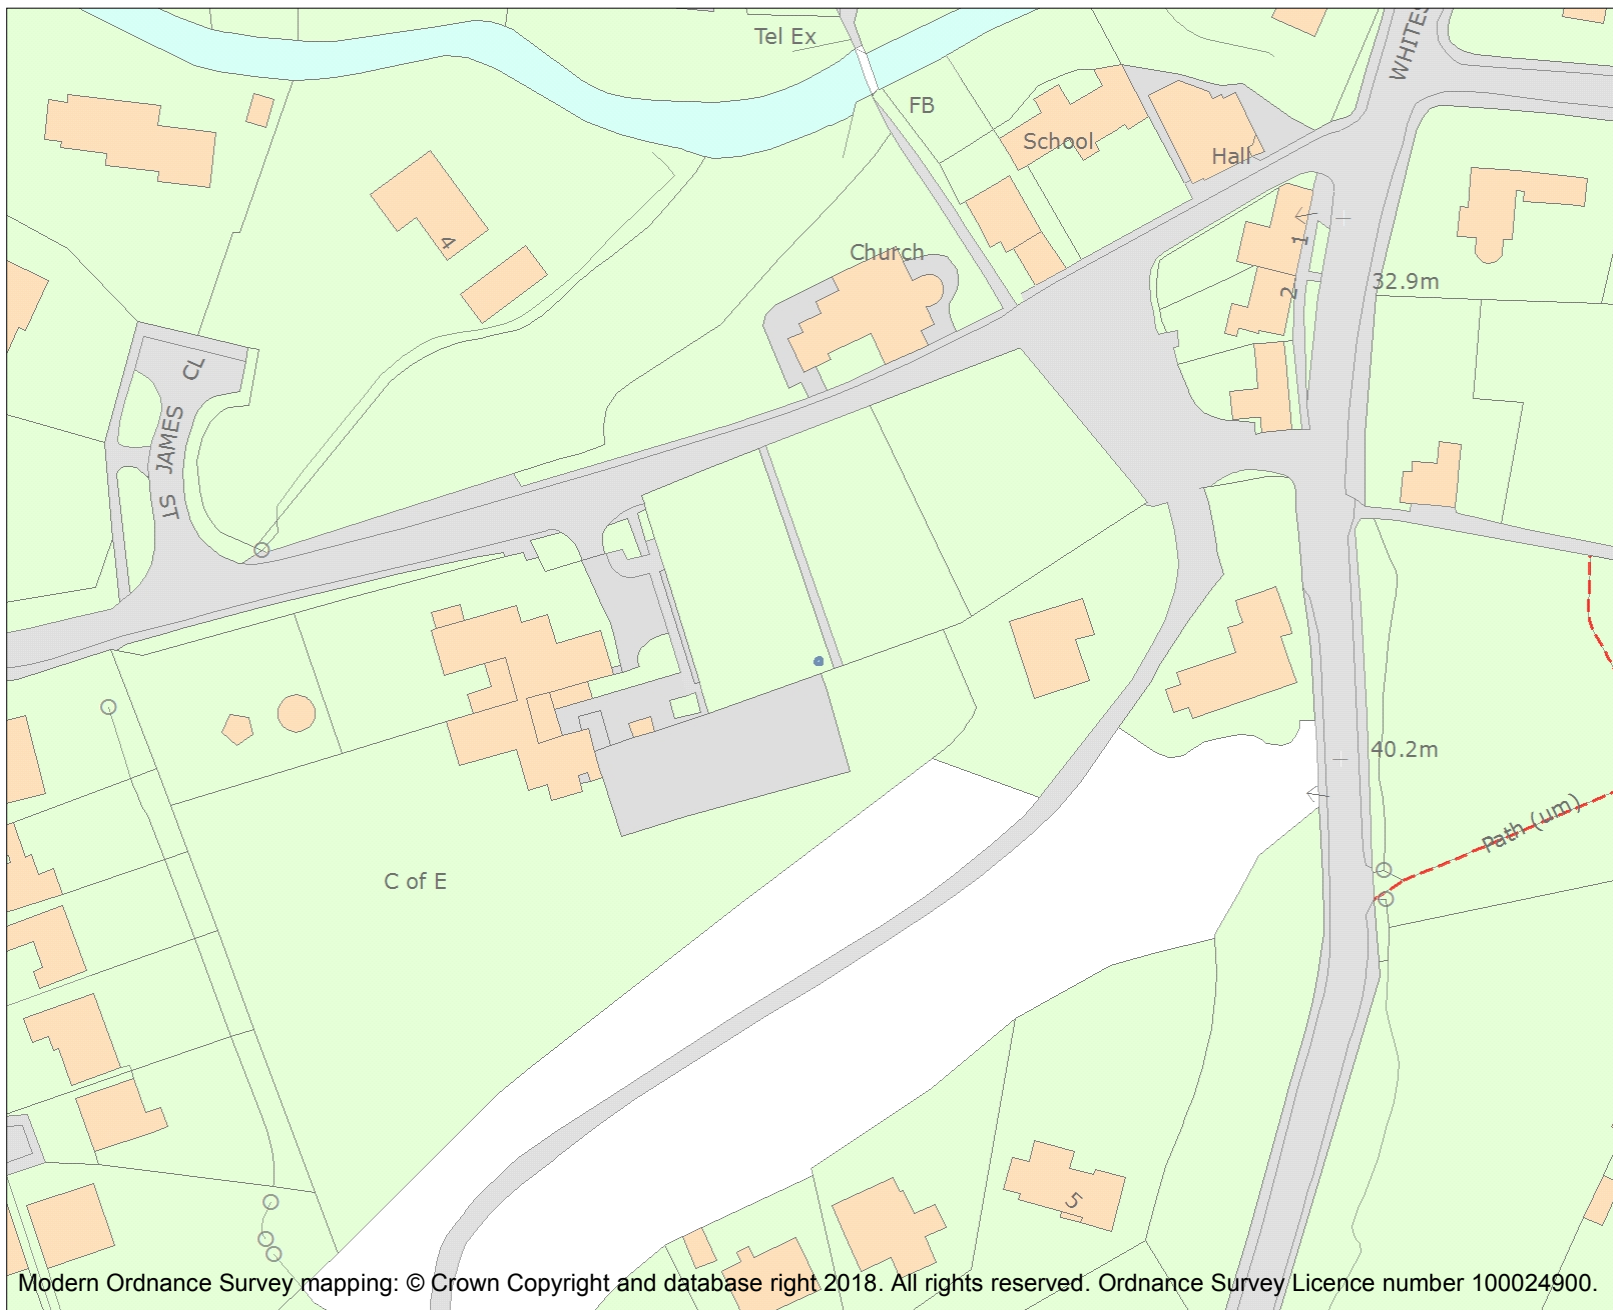 Tel Ex
WHITES
FB
School
Hall
4
Church
1
2
32.9m
ST JAMES CL
40.2m
Path (um)
C of E
5
Modern Ordnance Survey mapping: © Crown Copyright and database right 2018. All rights reserved. Ordnance Survey Licence number 100024900.